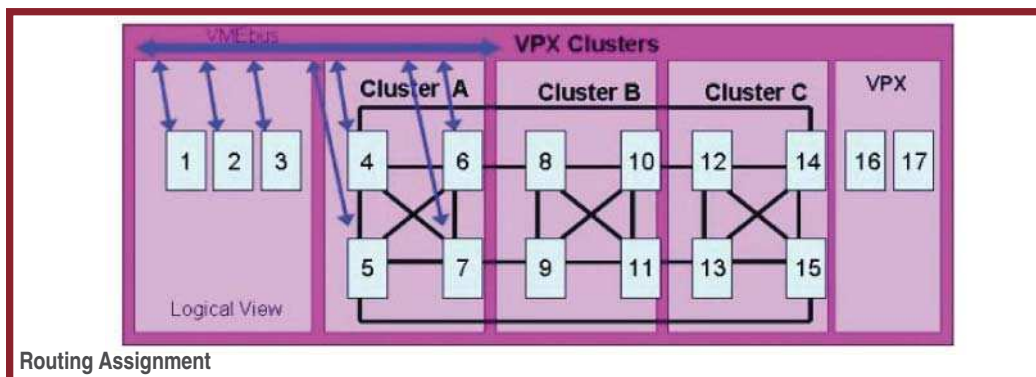 VMEbus
VPX Clusters
Cluster A
Cluster B
Cluster C
VPX
1 2 3 4 6 8 10 12 14 16 17
5 7 9 11 13 15
Logical View
Routing Assignment